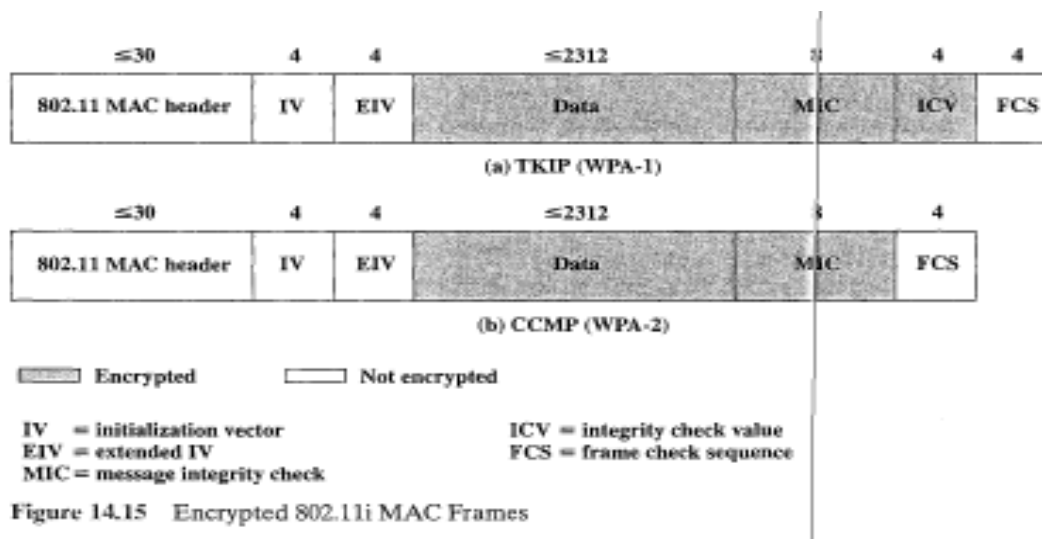 ≤30 4 4 ≤2312 8 4 4
802.11 MAC header IV EIV Data MIC ICV FCS
(a) TKIP (WPA-1)
≤30 4 4 ≤2312 8 4
802.11 MAC header IV EIV Data MIC FCS
(b) CCMP (WPA-2)
Encrypted Not encrypted
IV = initialization vector
EIV = extended IV
MIC = message integrity check
ICV = integrity check value
FCS = frame check sequence
Figure 14.15 Encrypted 802.11i MAC Frames